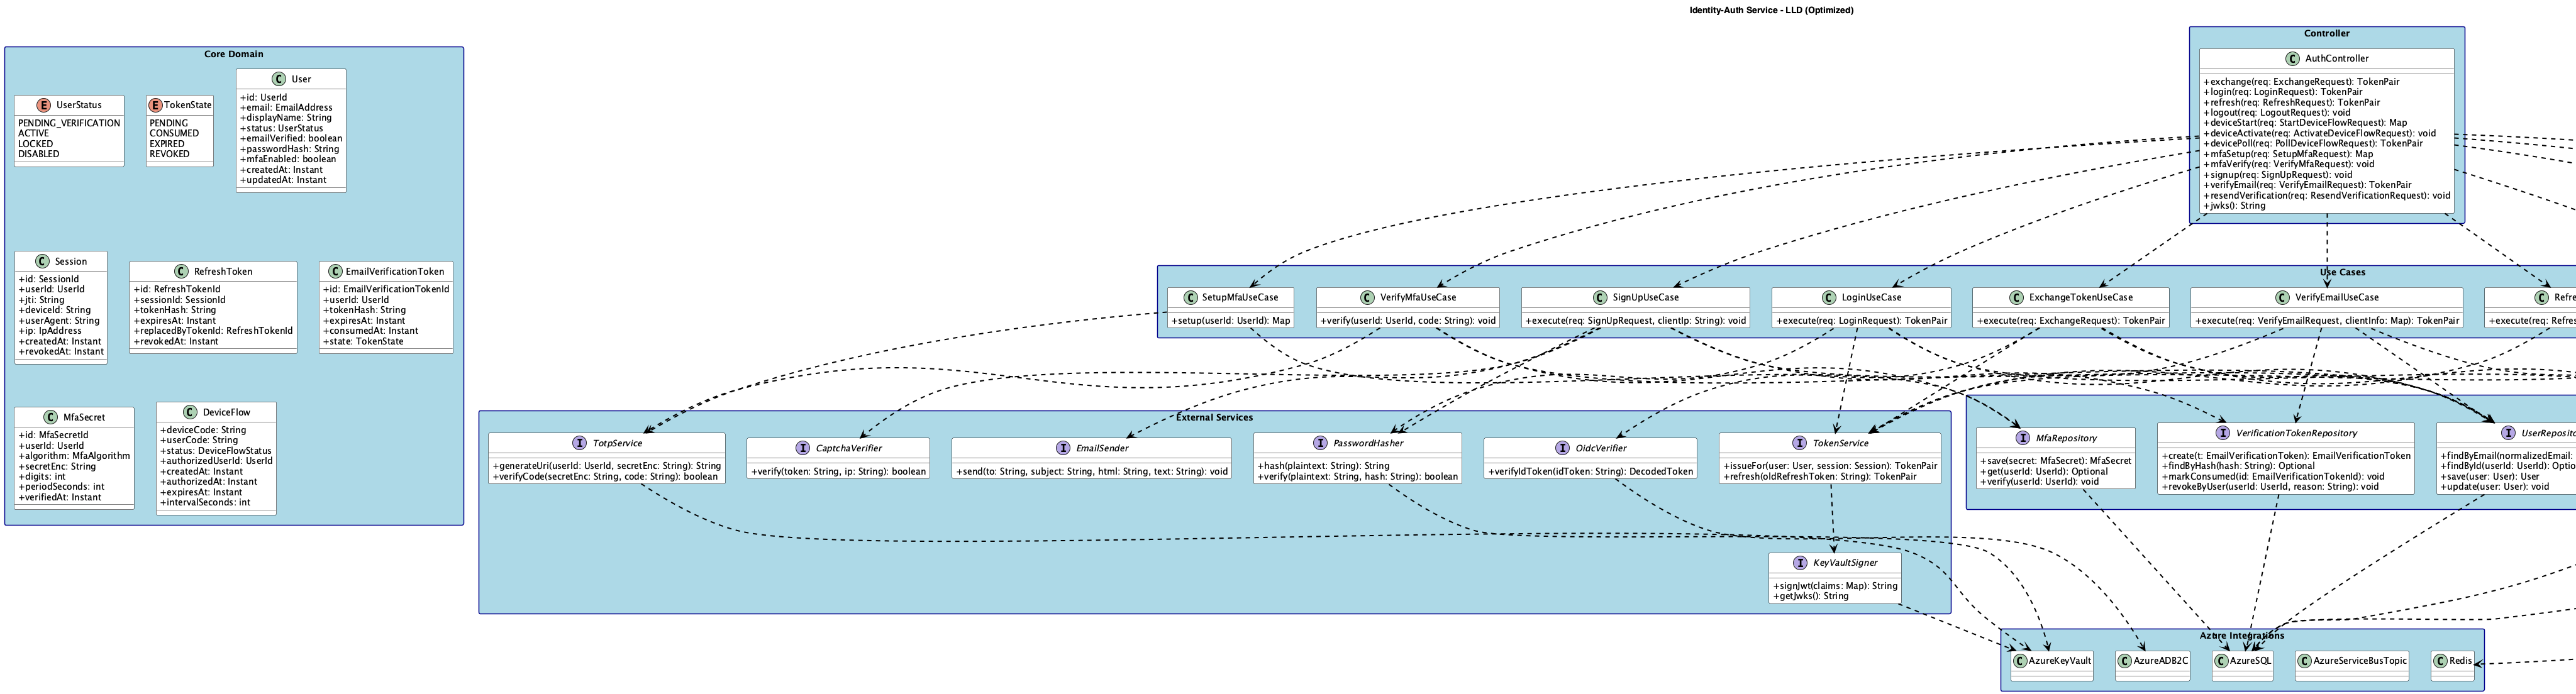 Identity-Auth Service - LLD (Optimized)
Core Domain
UserStatus
PENDING_VERIFICATION
ACTIVE
LOCKED
DISABLED
TokenState
PENDING
CONSUMED
EXPIRED
REVOKED
User
+id: UserId
+email: EmailAddress
+displayName: String
+status: UserStatus
+emailVerified: boolean
+passwordHash: String
+mfaEnabled: boolean
+createdAt: Instant
+updatedAt: Instant
Session
+id: SessionId
+userId: UserId
+jti: String
+deviceId: String
+userAgent: String
+ip: IpAddress
+createdAt: Instant
+revokedAt: Instant
RefreshToken
+id: RefreshTokenId
+sessionId: SessionId
+tokenHash: String
+expiresAt: Instant
+replacedByTokenId: RefreshTokenId
+revokedAt: Instant
EmailVerificationToken
+id: EmailVerificationTokenId
+userId: UserId
+tokenHash: String
+expiresAt: Instant
+consumedAt: Instant
+state: TokenState
MfaSecret
+id: MfaSecretId
+userId: UserId
+algorithm: MfaAlgorithm
+secretEnc: String
+digits: int
+periodSeconds: int
+verifiedAt: Instant
DeviceFlow
+deviceCode: String
+userCode: String
+status: DeviceFlowStatus
+authorizedUserId: UserId
+createdAt: Instant
+authorizedAt: Instant
+expiresAt: Instant
+intervalSeconds: int
Controller
AuthController
+exchange(req: ExchangeRequest): TokenPair
+login(req: LoginRequest): TokenPair
+refresh(req: RefreshRequest): TokenPair
+logout(req: LogoutRequest): void
+deviceStart(req: StartDeviceFlowRequest): Map
+deviceActivate(req: ActivateDeviceFlowRequest): void
+devicePoll(req: PollDeviceFlowRequest): TokenPair
+mfaSetup(req: SetupMfaRequest): Map
+mfaVerify(req: VerifyMfaRequest): void
+signup(req: SignUpRequest): void
+verifyEmail(req: VerifyEmailRequest): TokenPair
+resendVerification(req: ResendVerificationRequest): void
+jwks(): String
Use Cases
SetupMfaUseCase
+setup(userId: UserId): Map
VerifyMfaUseCase
+verify(userId: UserId, code: String): void
SignUpUseCase
+execute(req: SignUpRequest, clientIp: String): void
LoginUseCase
+execute(req: LoginRequest): TokenPair
ExchangeTokenUseCase
+execute(req: ExchangeRequest): TokenPair
VerifyEmailUseCase
+execute(req: VerifyEmailRequest, clientInfo: Map): TokenPair
Refre
+execute(req: Refres
External Services
TotpService
+generateUri(userId: UserId, secretEnc: String): String
+verifyCode(secretEnc: String, code: String): boolean
CaptchaVerifier
+verify(token: String, ip: String): boolean
EmailSender
+send(to: String, subject: String, html: String, text: String): void
PasswordHasher
+hash(plaintext: String): String
+verify(plaintext: String, hash: String): boolean
OidcVerifier
+verifyIdToken(idToken: String): DecodedToken
TokenService
+issueFor(user: User, session: Session): TokenPair
+refresh(oldRefreshToken: String): TokenPair
KeyVaultSigner
+signJwt(claims: Map): String
+getJwks(): String
MfaRepository
+save(secret: MfaSecret): MfaSecret
+get(userId: UserId): Optional
+verify(userId: UserId): void
VerificationTokenRepository
+create(t: EmailVerificationToken): EmailVerificationToken
+findByHash(hash: String): Optional
+markConsumed(id: EmailVerificationTokenId): void
+revokeByUser(userId: UserId, reason: String): void
UserReposito
+findByEmail(normalizedEmail:
+findById(userId: UserId): Optio
+save(user: User): User
+update(user: User): void
Azure Integrations
AzureKeyVault
AzureADB2C
AzureSQL
AzureServiceBusTopic
Redis